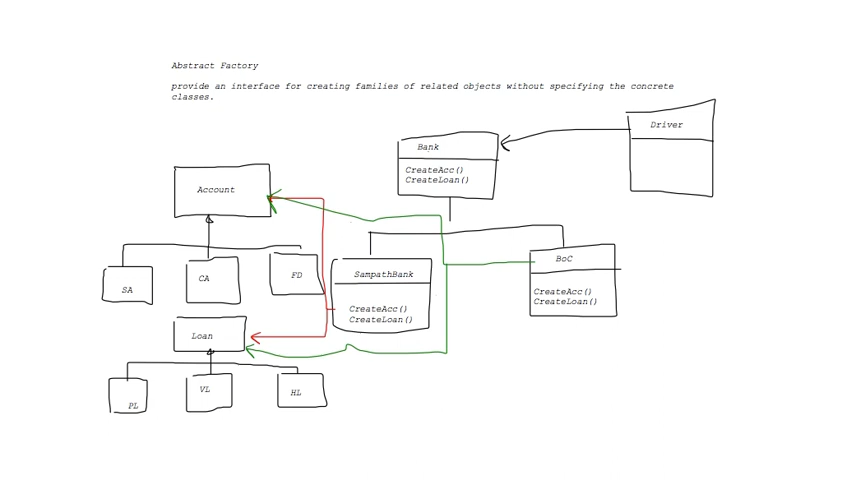 Abstract Factory
provide an interface for creating families of related objects without specifying the concrete
classes.
Driver
Bank
CreateAcc()
CreateLoan()
Account
BoC
CreateAcc()
CreateLoan()
SampathBank
CreateAcc()
CreateLoan()
SA
CA
FD
Loan
PL
VL
HL